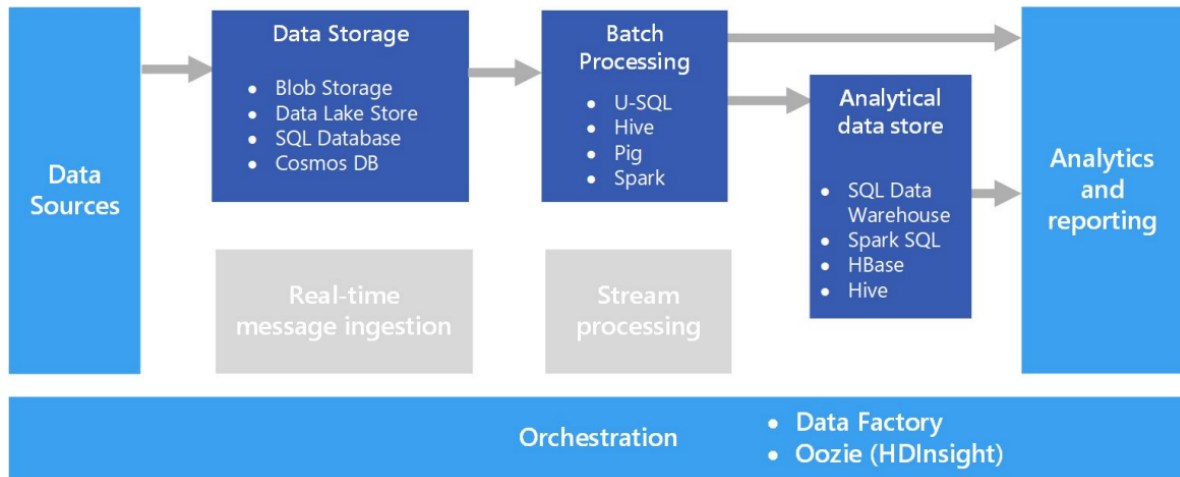 Data
Sources
Data Storage
• Blob Storage
• Data Lake Store
• SQL Database
• Cosmos DB
Real-time
message ingestion
Batch
Processing
• U-SQL
• Hive
• Pig
• Spark
Stream
processing
Analytical
data store
• SQL Data
Warehouse
• Spark SQL
• HBase
• Hive
Analytics
and
reporting
Orchestration
• Data Factory
• Oozie (HDInsight)